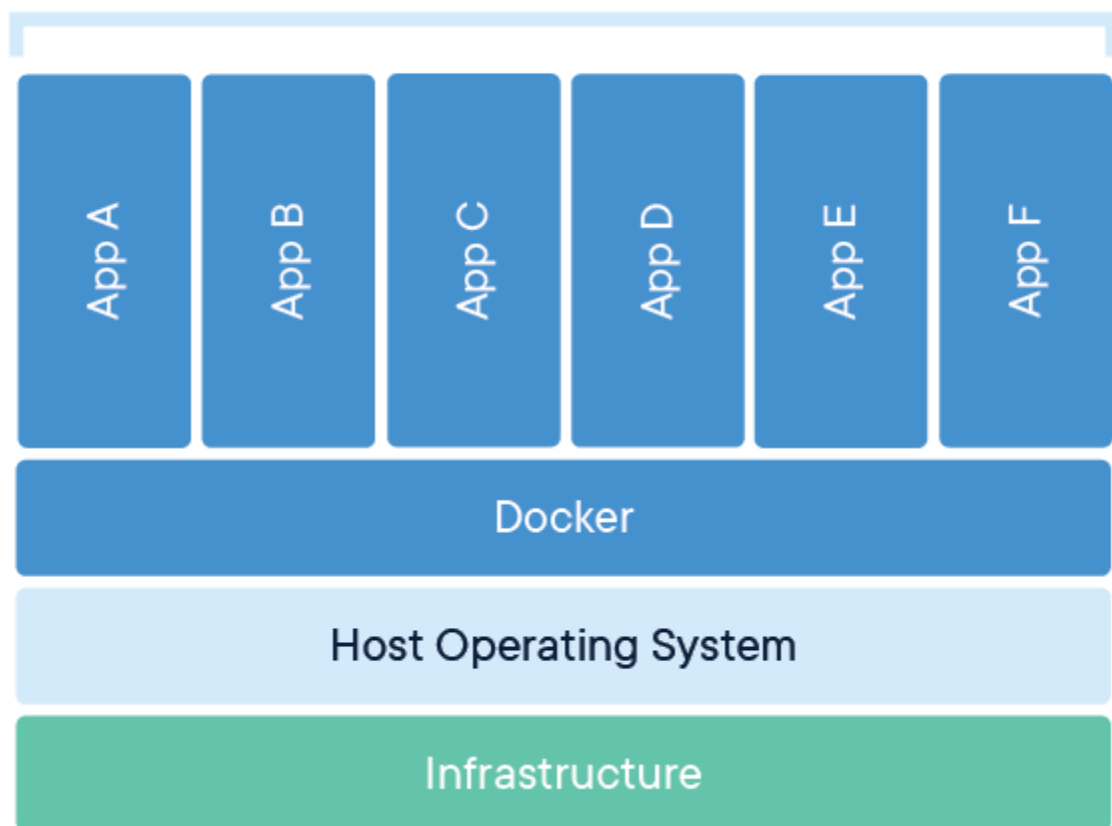 App A
App B
App C
App D
App E
App F
Docker
Host Operating System
Infrastructure